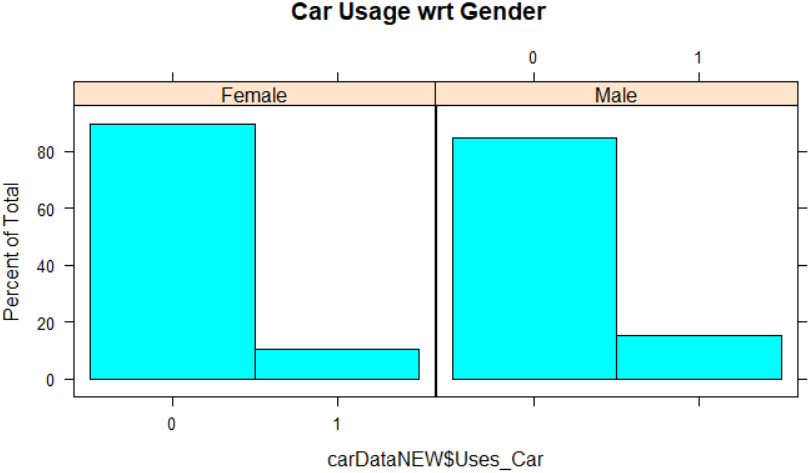 Car Usage wrt Gender
0 1
Female Male
Percent of Total
80
60
40
20
0
0 1
carDataNEW$Uses_Car